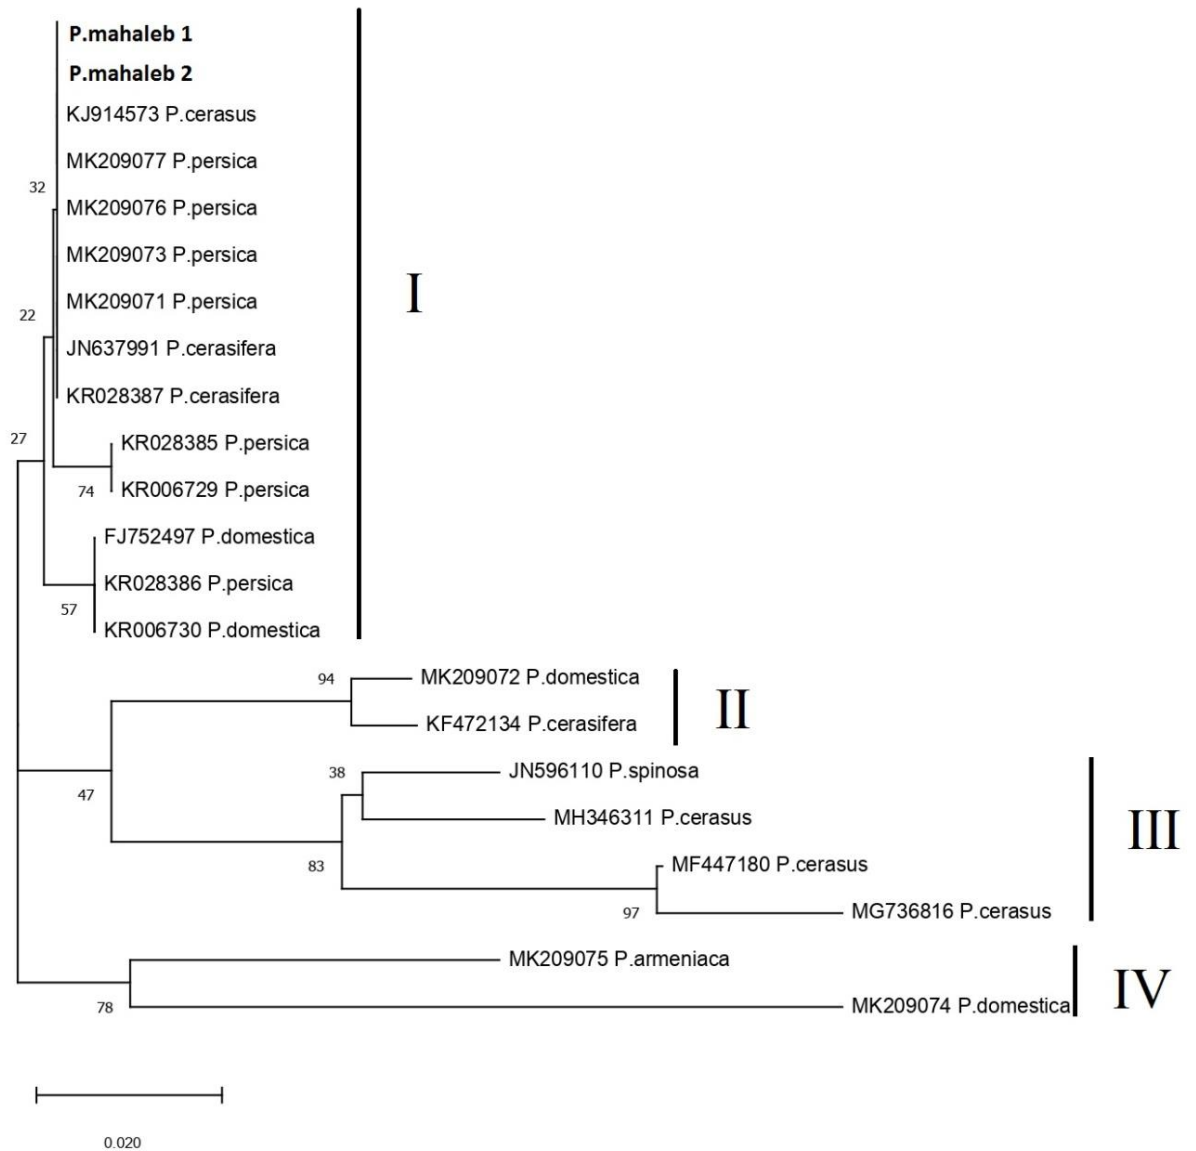 P.mahaleb 1
P.mahaleb 2
KJ914573 P.cerasus
MK209077 P.persica
32
MK209076 P.persica
MK209073 P.persica
MK209071 P.persica
I
22
JN637991 P.cerasifera
KR028387 P.cerasifera
27
KR028385 P.persica
74
KR006729 P.persica
FJ752497 P.domestica
KR028386 P.persica
57
KR006730 P.domestica
94
MK209072 P.domestica
II
KF472134 P.cerasifera
38
JN596110 P.spinosa
47
MH346311 P.cerasus
III
83
MF447180 P.cerasus
97
MG736816 P.cerasus
MK209075 P.armeniaca
IV
78
MK209074 P.domestica
0.020